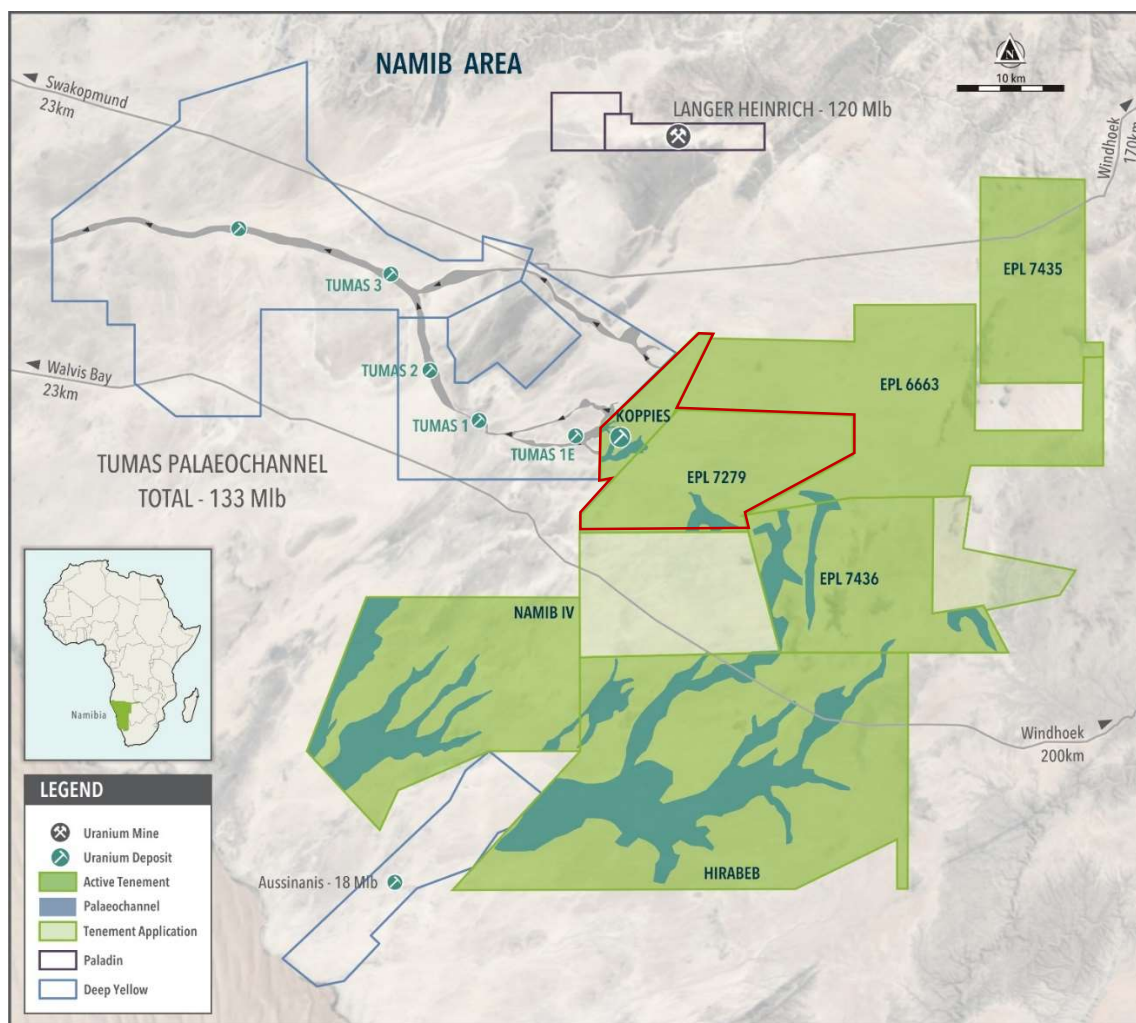 NAMIB AREA
N
10 km
Swakopmund
23km
LANGER HEINRICH - 120 Mlb
Windhoek
170km
EPL 7435
TUMAS 3
Walvis Bay
23km
TUMAS 2
EPL 6663
TUMAS 1
KOPPIES
TUMAS 1E
TUMAS PALAEOCHANNEL
TOTAL - 133 Mlb
EPL 7279
EPL 7436
NAMIB IV
Namibia
Windhoek
200km
LEGEND
Uranium Mine
Uranium Deposit
Active Tenement
Palaeochannel
Tenement Application
Paladin
Deep Yellow
Aussinanis - 18 Mlb
HIRABEB